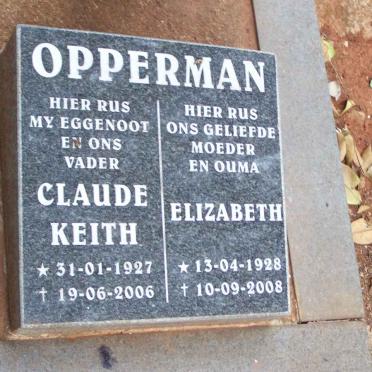 OPPERMAN
HIER RUS
MY EGGENOOT
EN ONS
VADER
CLAUDE
KEITH
★ 31-01-1927
† 19-06-2006
HIER RUS
ONS GELIEFDE
MOEDER
EN OUMA
ELIZABETH
★ 13-04-1928
† 10-09-2008